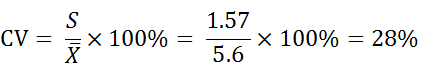 CV = S/X̄ × 100% = 1.57/5.6 × 100% = 28%